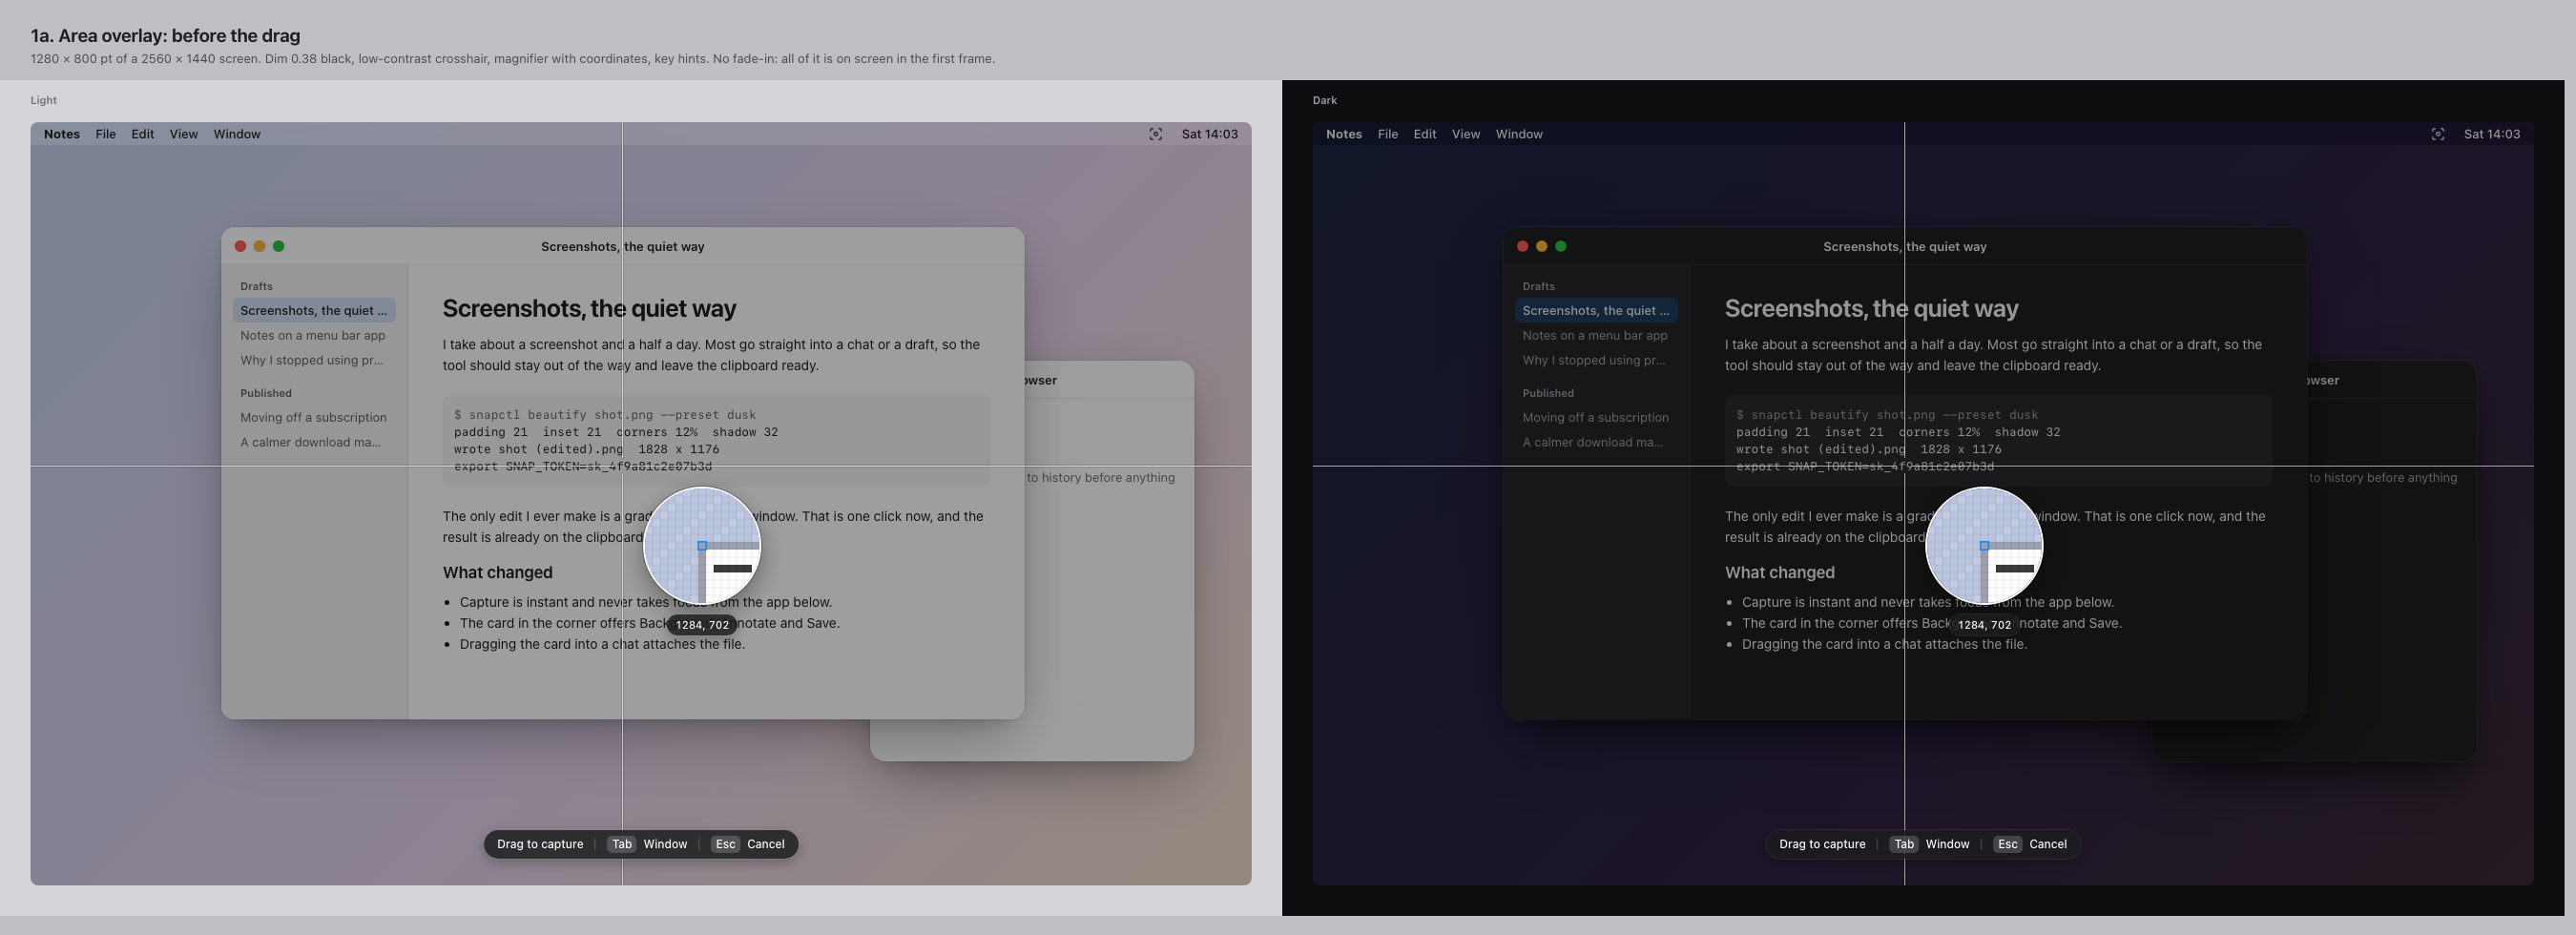 1a. Area overlay: before the drag
1280 × 800 pt of a 2560 × 1440 screen. Dim 0.38 black, low-contrast crosshair, magnifier with coordinates, key hints. No fade-in: all of it is on screen in the first frame.
Light
Notes File Edit View Window Sat 14:03
Screenshots, the quiet way
Drafts
Screenshots, the quiet ...
Notes on a menu bar app
Why I stopped using pr...
Published
Moving off a subscription
A calmer download ma...
Screenshots, the quiet way
I take about a screenshot and a half a day. Most go straight into a chat or a draft, so the
tool should stay out of the way and leave the clipboard ready.
$ snapctl beautify shot.png --preset dusk
padding 21 inset 21 corners 12% shadow 32
wrote shot (edited).png 1828 x 1176
export SNAP_TOKEN=sk_4f9a81c2e07b3d
The only edit I ever make is a window. That is one click now, and the
result is already on the clipboard
What changed
Capture is instant and never takes from the app below.
The card in the corner offers and Save.
Dragging the card into a chat attaches the file.
1284, 702
to history before anything
Drag to capture | Tab Window | Esc Cancel
Dark
Notes File Edit View Window Sat 14:03
Screenshots, the quiet way
Drafts
Screenshots, the quiet ...
Notes on a menu bar app
Why I stopped using pr...
Published
Moving off a subscription
A calmer download ma...
Screenshots, the quiet way
I take about a screenshot and a half a day. Most go straight into a chat or a draft, so the
tool should stay out of the way and leave the clipboard ready.
$ snapctl beautify shot.png --preset dusk
padding 21 inset 21 corners 12% shadow 32
wrote shot (edited).png 1828 x 1176
export SNAP_TOKEN=sk_4f9a81c2e07b3d
The only edit I ever make is a window. That is one click now, and the
result is already on the clipboard
What changed
Capture is instant and never takes from the app below.
The card in the corner offers and Save.
Dragging the card into a chat attaches the file.
1284, 702
to history before anything
Drag to capture | Tab Window | Esc Cancel